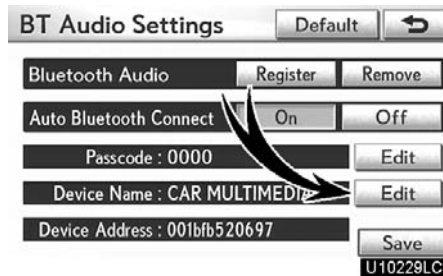 BT Audio Settings Default
Bluetooth Audio Register Remove
Auto Bluetooth Connect On Off
Passcode : 0000 Edit
Device Name : CAR MULTIMEDIA Edit
Device Address : 001bfb520697
Save
U10229LC